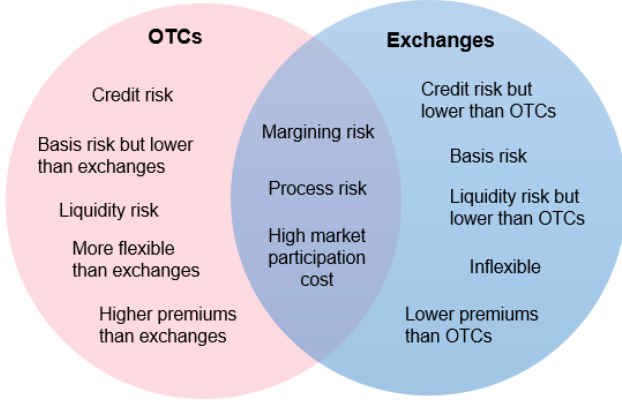 OTCs
Credit risk
Basis risk but lower
than exchanges
Liquidity risk
More flexible
than exchanges
Higher premiums
than exchanges
Margining risk
Process risk
High market
participation
cost
Exchanges
Credit risk but
lower than OTCs
Basis risk
Liquidity risk but
lower than OTCs
Inflexible
Lower premiums
than OTCs